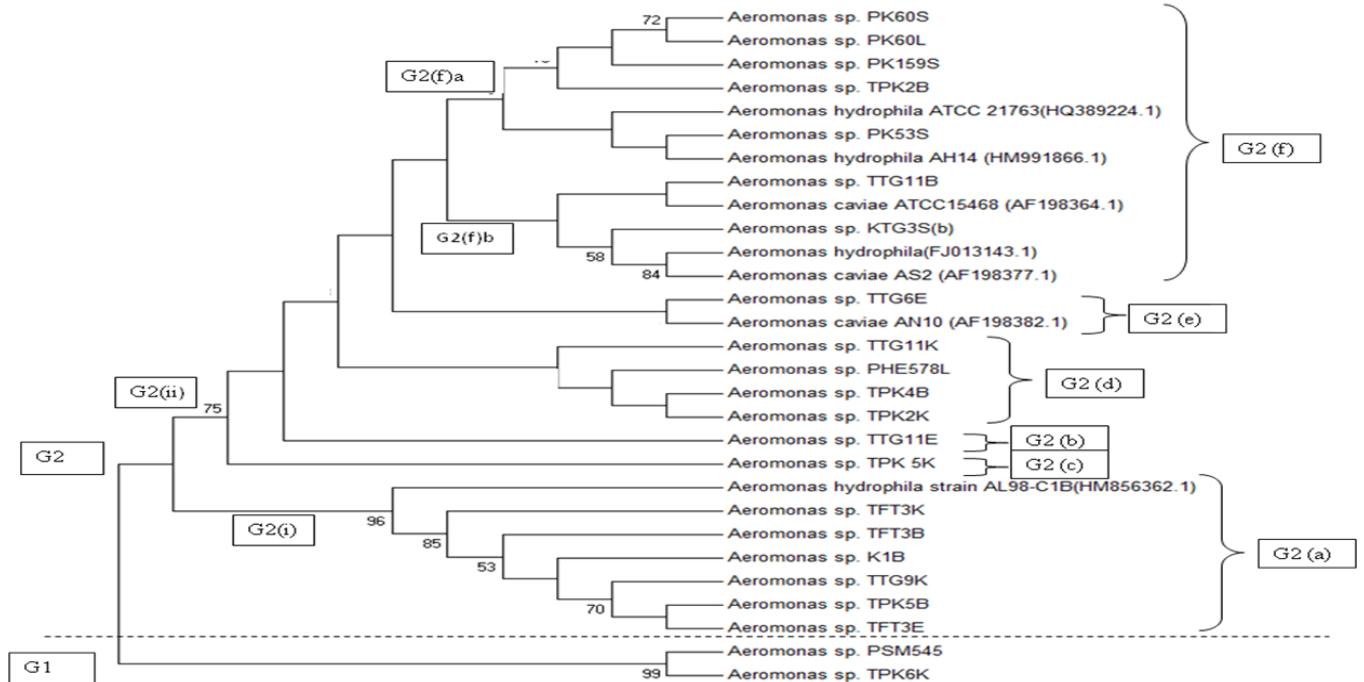 72
Aeromonas sp. PK60S
Aeromonas sp. PK60L
Aeromonas sp. PK159S
G2(f)a
Aeromonas sp. TPK2B
Aeromonas hydrophila ATCC 21763(HQ389224.1)
Aeromonas sp. PK53S
G2 (f)
Aeromonas hydrophila AH14 (HM991866.1)
Aeromonas sp. TTG11B
Aeromonas caviae ATCC15468 (AF198364.1)
Aeromonas sp. KTG3S(b)
G2(f)b
58
Aeromonas hydrophila(FJ013143.1)
84
Aeromonas caviae AS2 (AF198377.1)
Aeromonas sp. TTG6E
G2 (e)
Aeromonas caviae AN10 (AF198382.1)
Aeromonas sp. TTG11K
Aeromonas sp. PHE578L
G2 (d)
G2(ii)
Aeromonas sp. TPK4B
75
Aeromonas sp. TPK2K
Aeromonas sp. TTG11E
G2 (b)
G2
Aeromonas sp. TPK 5K
G2 (c)
Aeromonas hydrophila strain AL98-C1B(HM856362.1)
G2(i)
96
Aeromonas sp. TFT3K
85
Aeromonas sp. TFT3B
G2 (a)
53
Aeromonas sp. K1B
Aeromonas sp. TTG9K
70
Aeromonas sp. TPK5B
Aeromonas sp. TFT3E
Aeromonas sp. PSM545
G1
99
Aeromonas sp. TPK6K